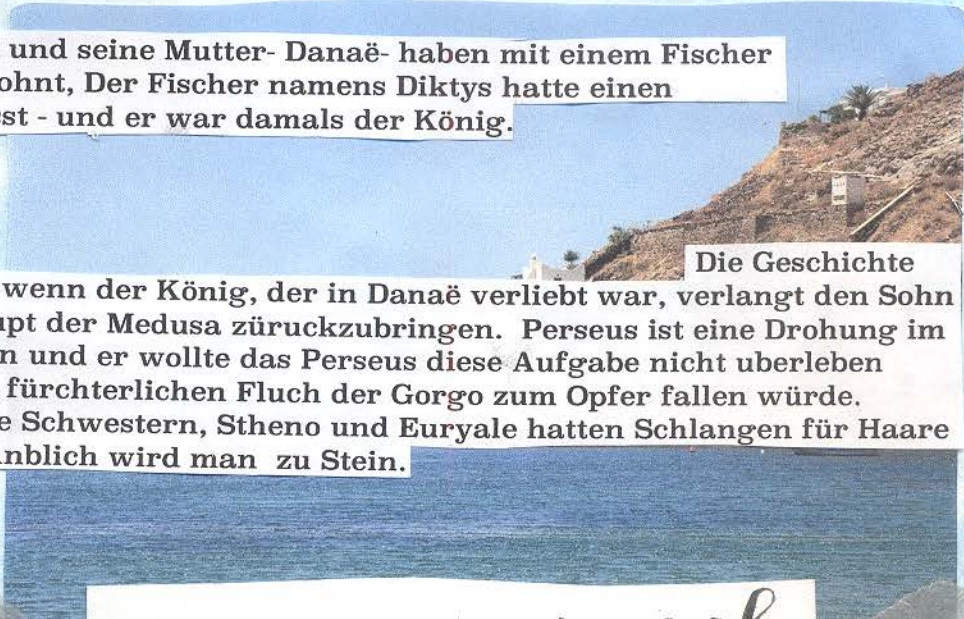 und seine Mutter- Danaë- haben mit einem Fischer
ohnt, Der Fischer namens Diktys hatte einen
st - und er war damals der König.
Die Geschichte
wenn der König, der in Danaë verliebt war, verlangt den Sohn
upt der Medusa züruckzubringen. Perseus ist eine Drohung im
n und er wollte das Perseus diese Aufgabe nicht uberleben
fürchterlichen Fluch der Gorgo zum Opfer fallen würde.
e Schwestern, Stheno und Euryale hatten Schlangen für Haare
nblich wird man zu Stein.